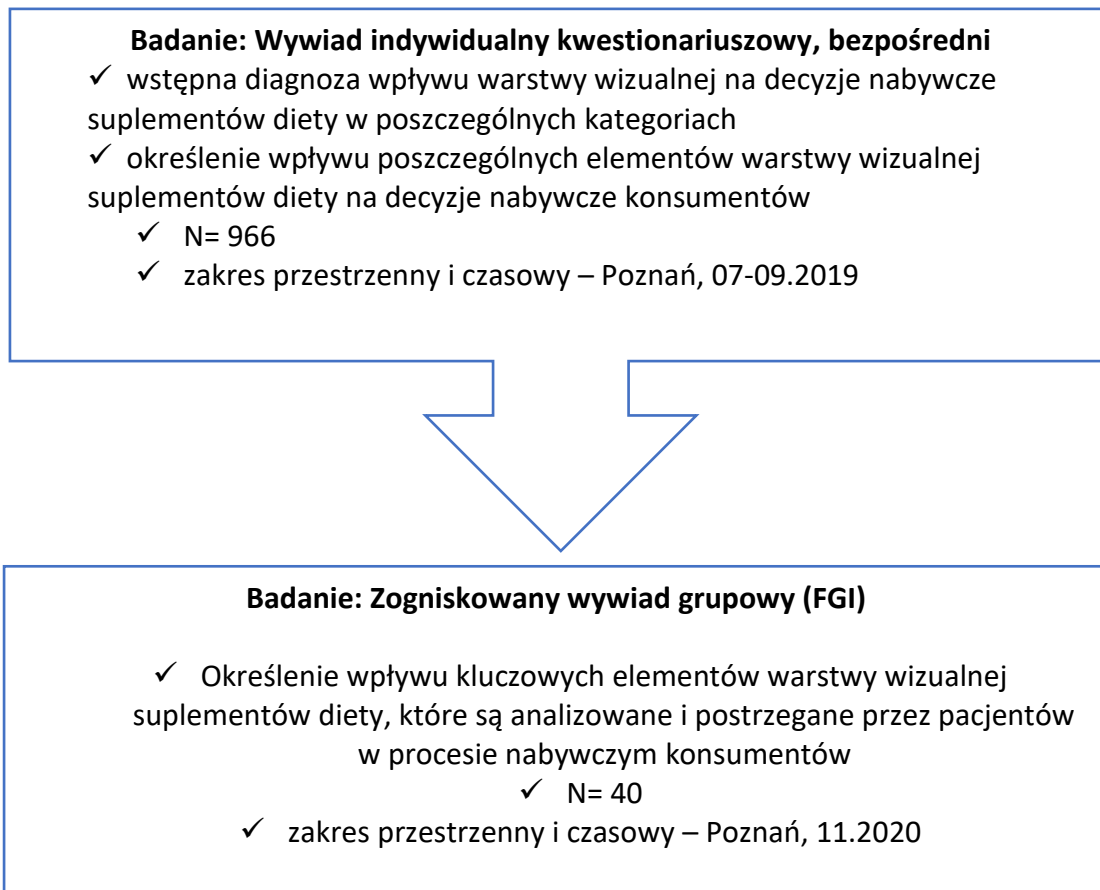 Badanie: Wywiad indywidualny kwestionariuszowy, bezpośredni
✓ wstępna diagnoza wpływu warstwy wizualnej na decyzje nabywcze
suplementów diety w poszczególnych kategoriach
✓ określenie wpływu poszczególnych elementów warstwy wizualnej
suplementów diety na decyzje nabywcze konsumentów
✓ N= 966
✓ zakres przestrzenny i czasowy – Poznań, 07-09.2019
Badanie: Zogniskowany wywiad grupowy (FGI)
✓ Określenie wpływu kluczowych elementów warstwy wizualnej
suplementów diety, które są analizowane i postrzegane przez pacjentów
w procesie nabywczym konsumentów
✓ N= 40
✓ zakres przestrzenny i czasowy – Poznań, 11.2020